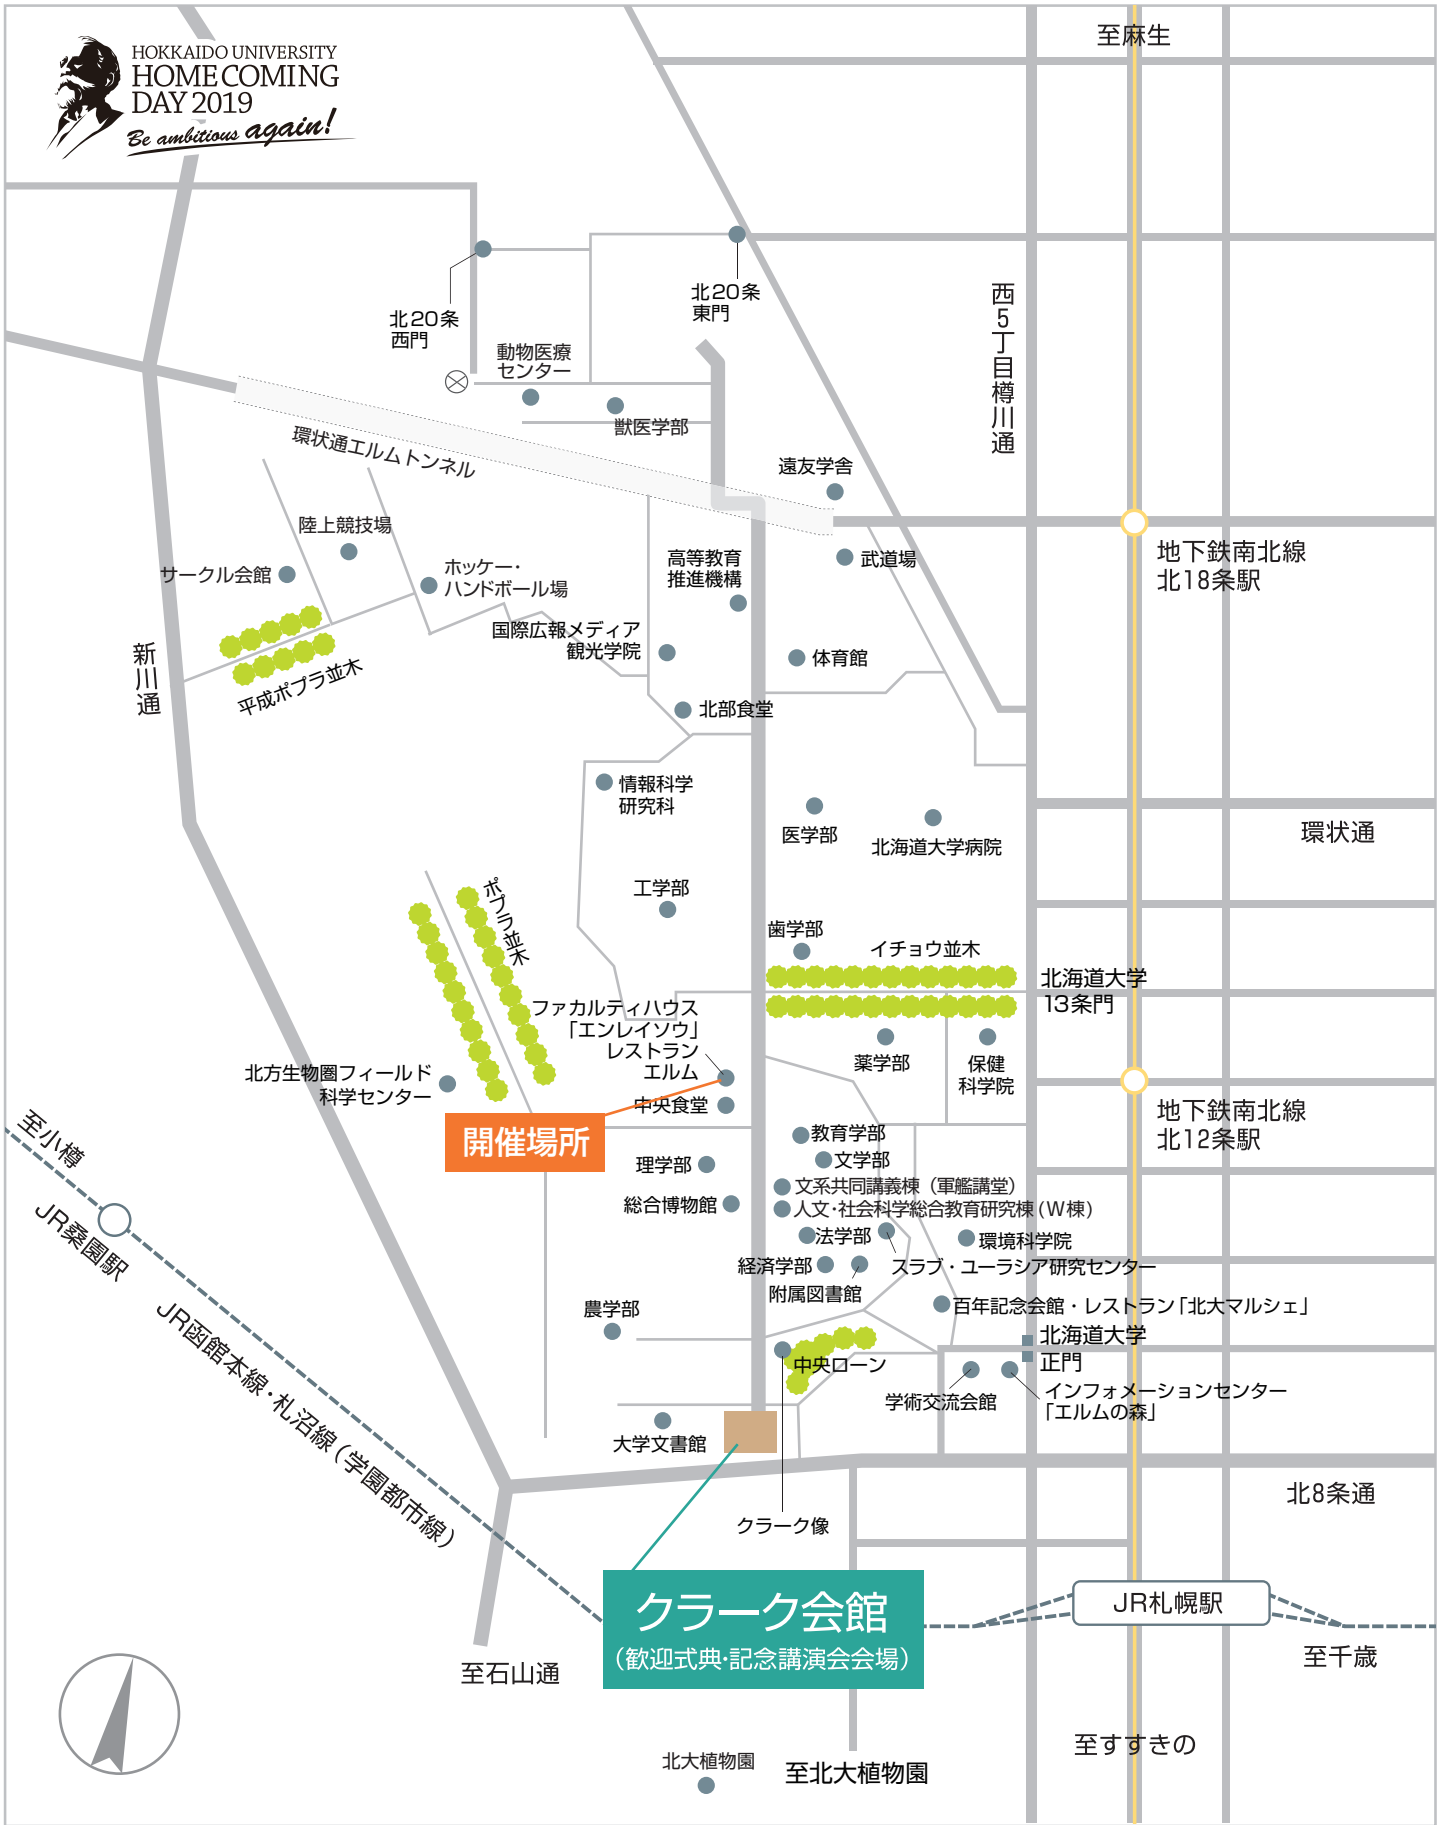 HOKKAIDO UNIVERSITY
HOME COMING
DAY 2019
Be ambitious again!
至麻生
北20条
西門
北20条
東門
西5丁目樽川通
動物医療
センター
獣医学部
環状通エルムトンネル
遠友学舎
陸上競技場
サークル会館
ホッケー・
ハンドボール場
高等教育
推進機構
武道場
地下鉄南北線
北18条駅
国際広報メディア
観光学院
体育館
新川通
平成ポプラ並木
北部食堂
情報科学
研究科
医学部
北海道大学病院
環状通
工学部
ポプラ並木
歯学部
イチョウ並木
北海道大学
13条門
ファカルティハウス
「エンレイソウ」
レストラン
エルム
薬学部
保健
科学院
北方生物圏フィールド
科学センター
中央食堂
開催場所
地下鉄南北線
北12条駅
至小樽
JR桑園駅
教育学部
文学部
理学部
文系共同講義棟（軍艦講堂）
総合博物館
人文・社会科学総合教育研究棟(W棟)
法学部
環境科学院
経済学部
スラブ・ユーラシア研究センター
附属図書館
JR函館本線・札沼線（学園都市線）
農学部
百年記念会館・レストラン「北大マルシェ」
北海道大学
正門
中央ローン
学術交流会館
インフォメーションセンター
「エルムの森」
大学文書館
北8条通
クラーク像
クラーク会館
（歓迎式典・記念講演会会場）
JR札幌駅
至石山通
至千歳
至すすきの
北大植物園
至北大植物園